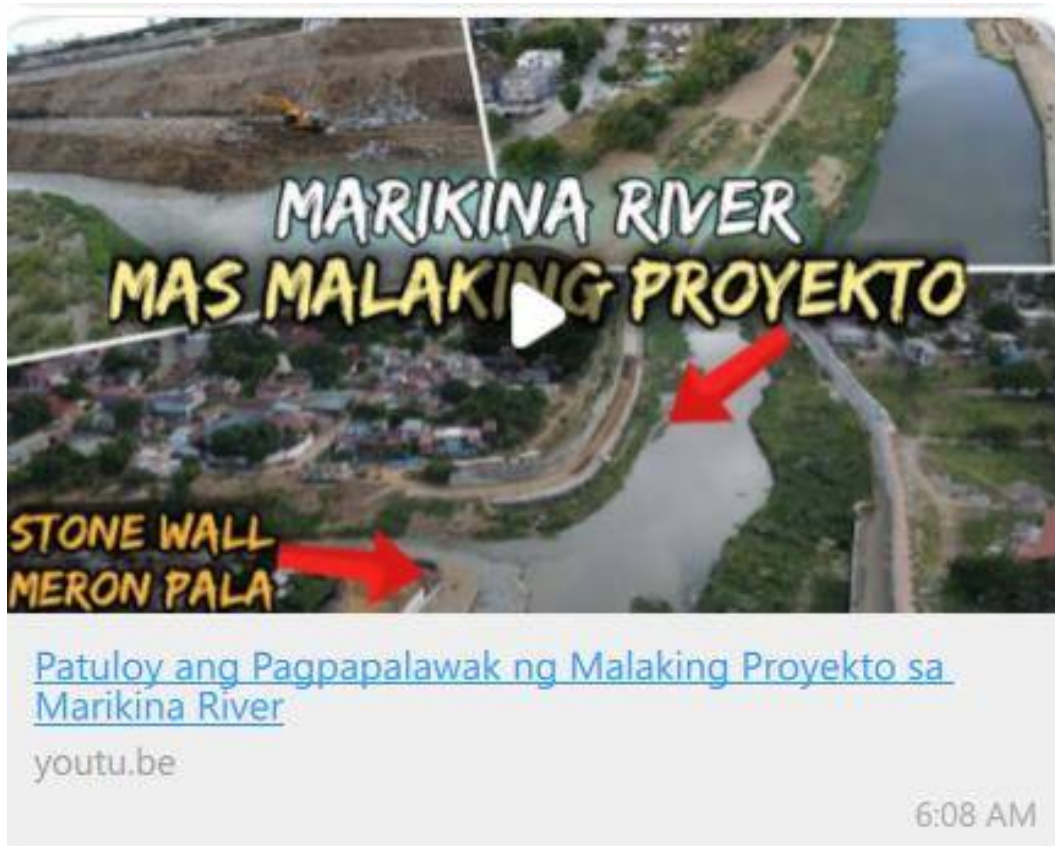 MARIKINA RIVER
MAS MALAKING PROYEKTO
STONE WALL
MERON PALA
Patuloy ang Pagpapalawak ng Malaking Proyekto sa
Marikina River
youtu.be
6:08 AM